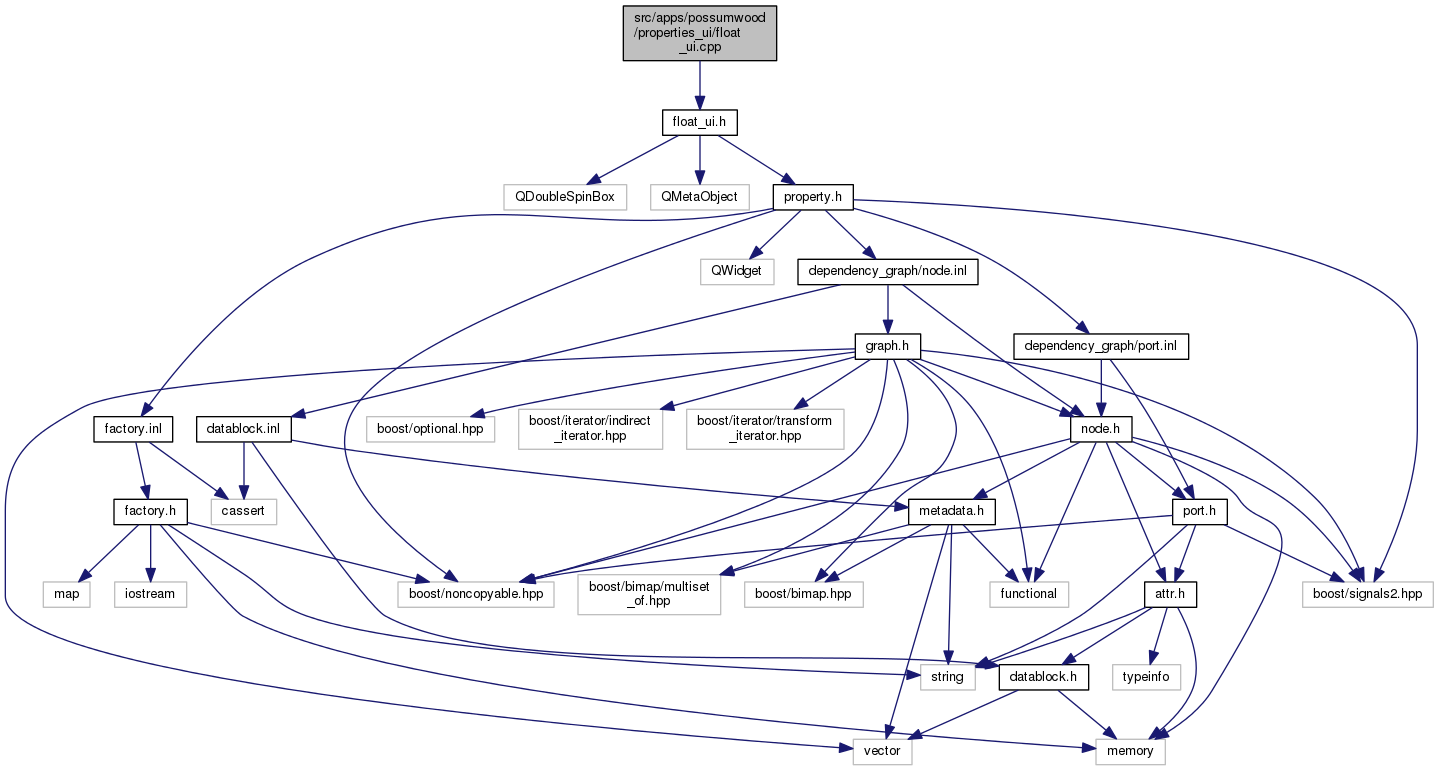 src/apps/possumwood
/properties_ui/float
_ui.cpp
float_ui.h
QDoubleSpinBox
QMetaObject
property.h
QWidget
dependency_graph/node.inl
graph.h
dependency_graph/port.inl
factory.inl
datablock.inl
boost/optional.hpp
boost/iterator/indirect
_iterator.hpp
boost/iterator/transform
_iterator.hpp
node.h
factory.h
cassert
metadata.h
port.h
map
iostream
boost/noncopyable.hpp
boost/bimap/multiset
_of.hpp
boost/bimap.hpp
functional
attr.h
boost/signals2.hpp
string
datablock.h
typeinfo
vector
memory